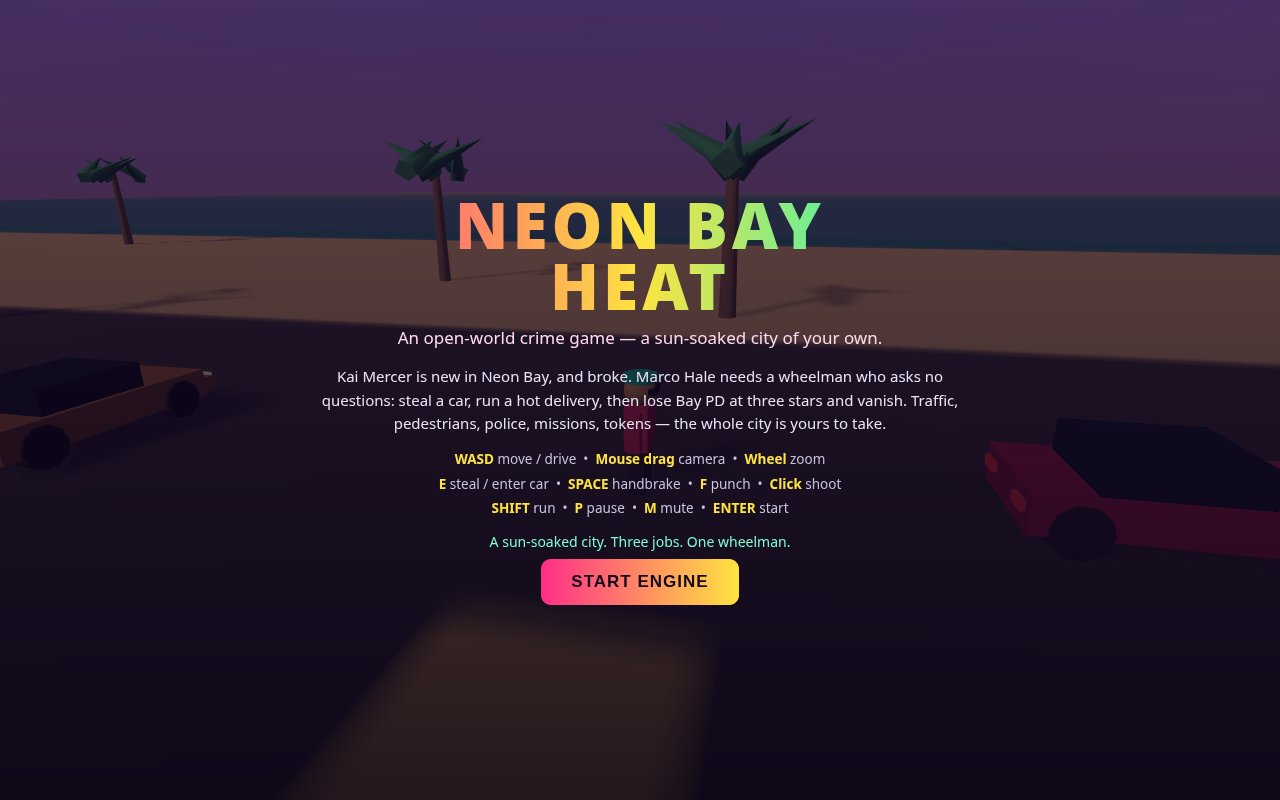 NEON BAY
HEAT
An open-world crime game — a sun-soaked city of your own.
Kai Mercer is new in Neon Bay, and broke. Marco Hale needs a wheelman who asks no
questions: steal a car, run a hot delivery, then lose Bay PD at three stars and vanish. Traffic,
pedestrians, police, missions, tokens — the whole city is yours to take.
WASD move / drive • Mouse drag camera • Wheel zoom
E steal / enter car • SPACE handbrake • F punch • Click shoot
SHIFT run • P pause • M mute • ENTER start
A sun-soaked city. Three jobs. One wheelman.
START ENGINE